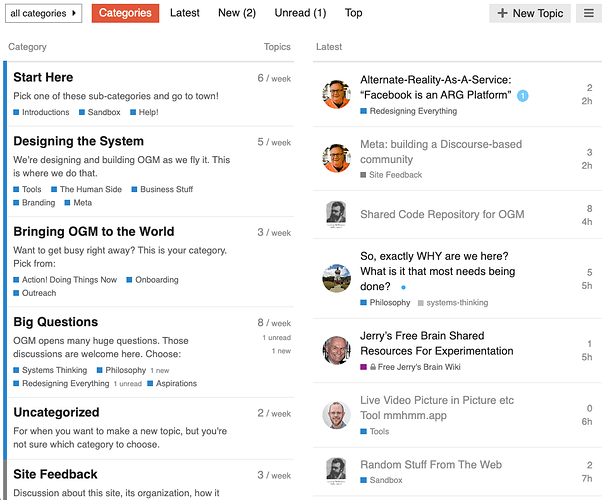 all categories
Categories
Latest
New (2)
Unread (1)
Top
New Topic
Category
Topics
Start Here
6 / week
Pick one of these sub-categories and go to town!
Introductions Sandbox Help!
Designing the System
5 / week
We're designing and building OGM as we fly it. This
is where we do that.
Tools The Human Side Business Stuff
Branding Meta
Bringing OGM to the World
3 / week
Want to get busy right away? This is your category.
Pick from:
Action! Doing Things Now Onboarding
Outreach
Big Questions
8 / week
1 unread
1 new
OGM opens many huge questions. Those
discussions are welcome here. Choose:
Systems Thinking Philosophy 1 new
Redesigning Everything 1 unread Aspirations
Uncategorized
2 / week
For when you want to make a new topic, but you're
not sure which category to choose.
Site Feedback
3 / week
Discussion about this site, its organization, how it
Latest
Alternate-Reality-As-A-Service:
“Facebook is an ARG Platform” 1
Redesigning Everything
2
2h
Meta: building a Discourse-based
community
Site Feedback
3
2h
Shared Code Repository for OGM
8
4h
So, exactly WHY are we here?
What is it that most needs being
done?
Philosophy systems-thinking
5
5h
Jerry’s Free Brain Shared
Resources For Experimentation
Free Jerry's Brain Wiki
1
5h
Live Video Picture in Picture etc
Tool mmhmm.app
Tools
0
6h
Random Stuff From The Web
Sandbox
2
7h